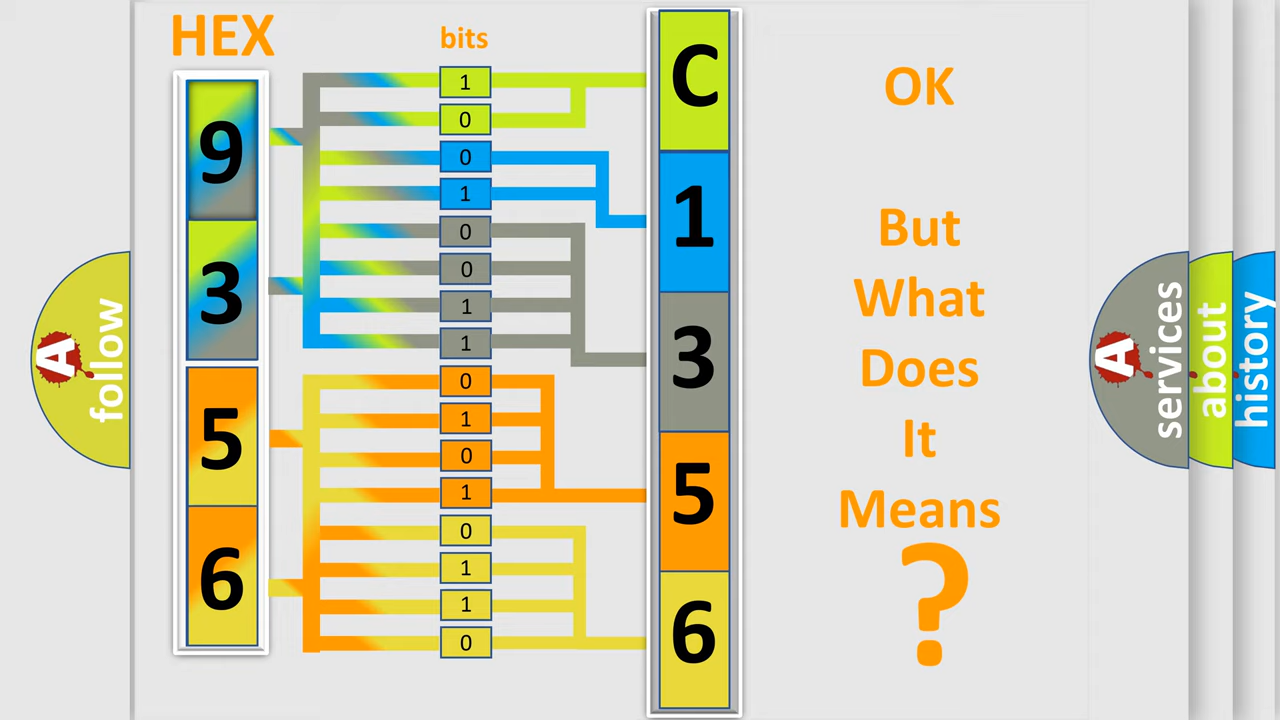 HEX
bits
9
3
5
6
1
0
0
1
0
0
1
1
0
1
0
1
0
1
1
0
C
1
3
5
6
OK
But
What
Does
It
Means
?
A
follow
A
services
about
history